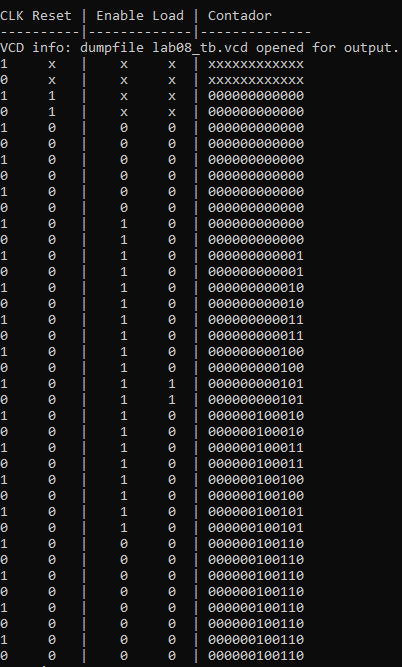 CLK Reset | Enable Load | Contador
----------|-------------|--------------
VCD info: dumpfile lab08_tb.vcd opened for output.
1     x   |    x     x  | xxxxxxxxxxxx
0     x   |    x     x  | xxxxxxxxxxxx
1     1   |    x     x  | 000000000000
0     1   |    x     x  | 000000000000
1     0   |    0     0  | 000000000000
0     0   |    0     0  | 000000000000
1     0   |    0     0  | 000000000000
0     0   |    0     0  | 000000000000
1     0   |    0     0  | 000000000000
0     0   |    0     0  | 000000000000
1     0   |    1     0  | 000000000000
0     0   |    1     0  | 000000000000
1     0   |    1     0  | 000000000001
0     0   |    1     0  | 000000000001
1     0   |    1     0  | 000000000010
0     0   |    1     0  | 000000000010
1     0   |    1     0  | 000000000011
0     0   |    1     0  | 000000000011
1     0   |    1     0  | 000000000100
0     0   |    1     0  | 000000000100
1     0   |    1     1  | 000000000101
0     0   |    1     1  | 000000000101
1     0   |    1     0  | 000000100010
0     0   |    1     0  | 000000100010
1     0   |    1     0  | 000000100011
0     0   |    1     0  | 000000100011
1     0   |    1     0  | 000000100100
0     0   |    1     0  | 000000100100
1     0   |    1     0  | 000000100101
0     0   |    1     0  | 000000100101
1     0   |    0     0  | 000000100110
0     0   |    0     0  | 000000100110
1     0   |    0     0  | 000000100110
0     0   |    0     0  | 000000100110
1     0   |    0     0  | 000000100110
0     0   |    0     0  | 000000100110
1     0   |    0     0  | 000000100110
0     0   |    0     0  | 000000100110